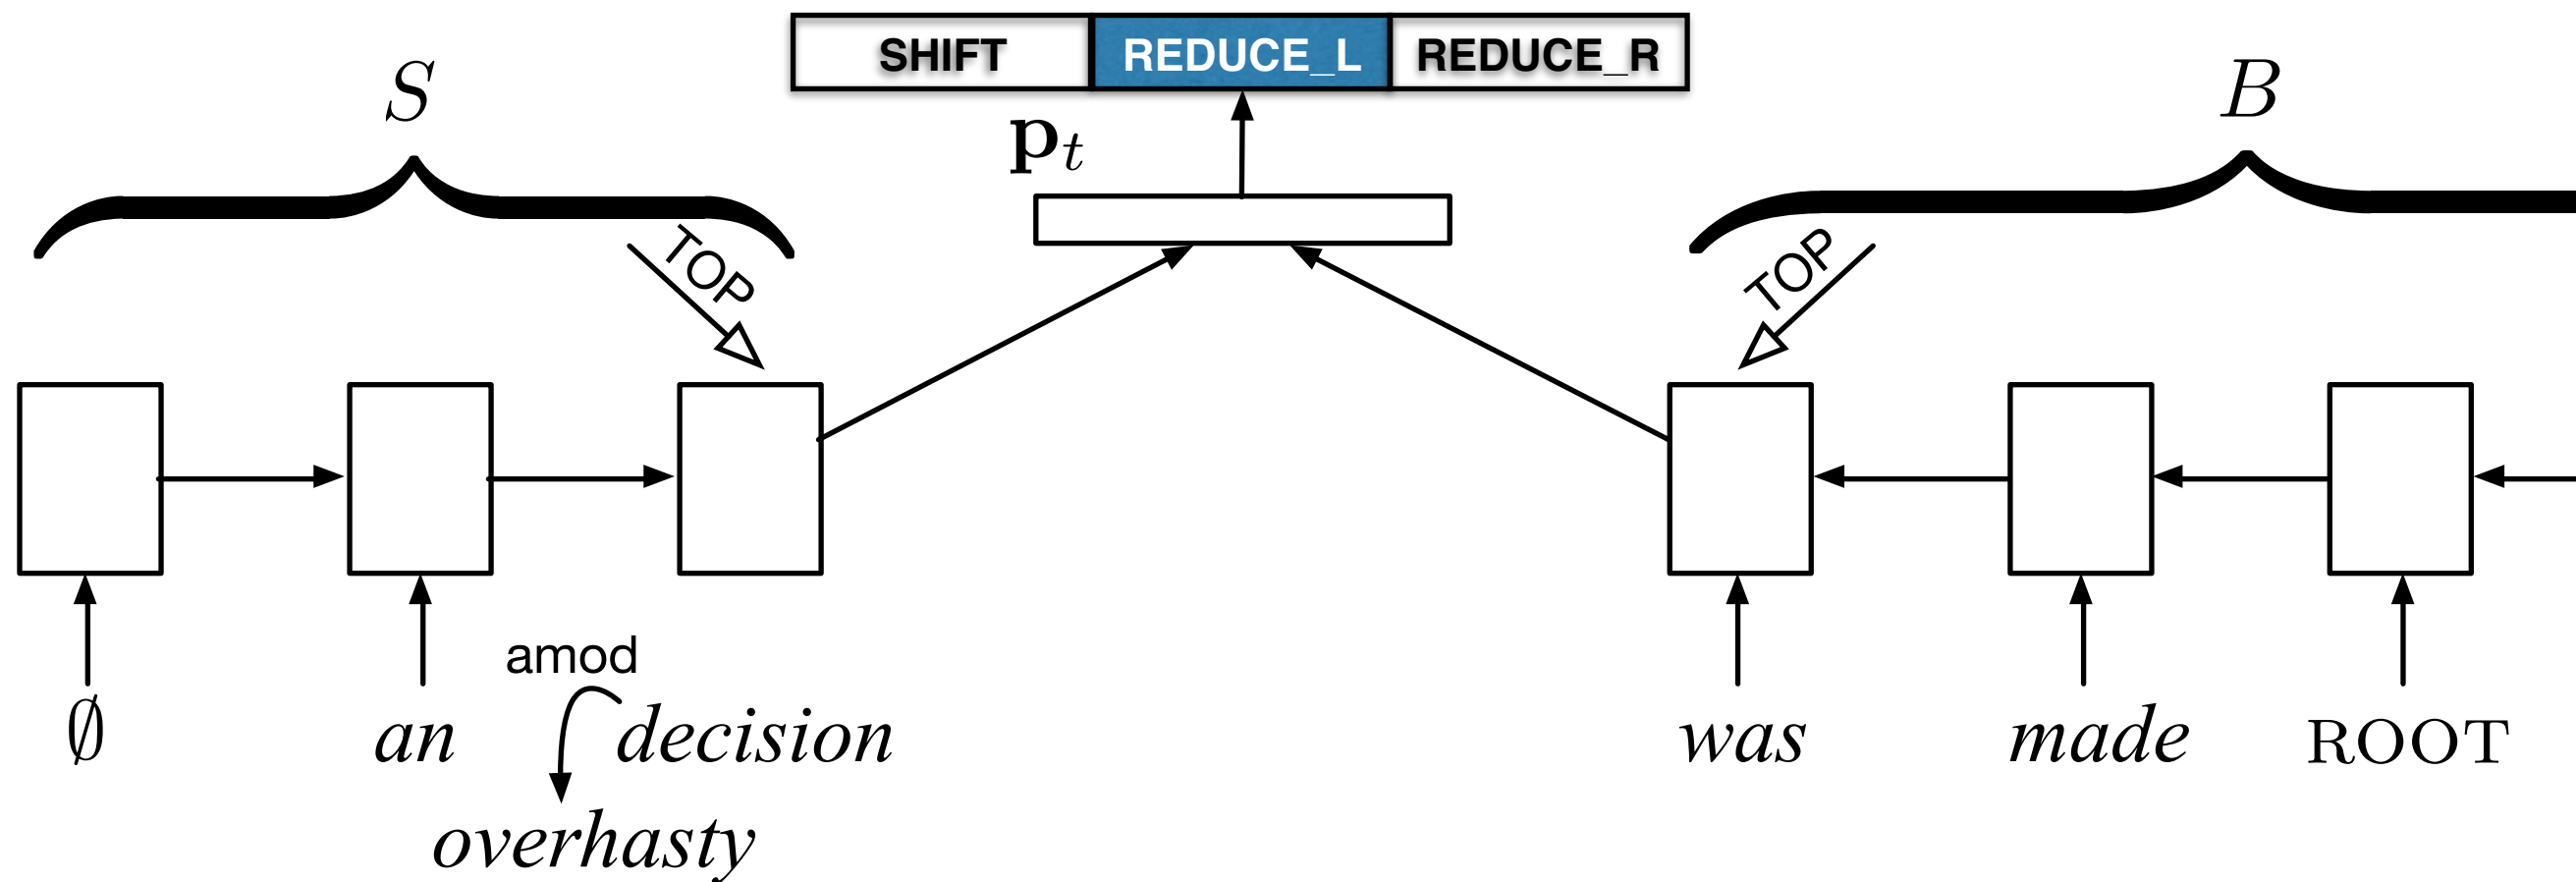 SHIFT REDUCE_L REDUCE_R
S B
p_t
TOP TOP
amod
∅ an decision was made ROOT
overhasty